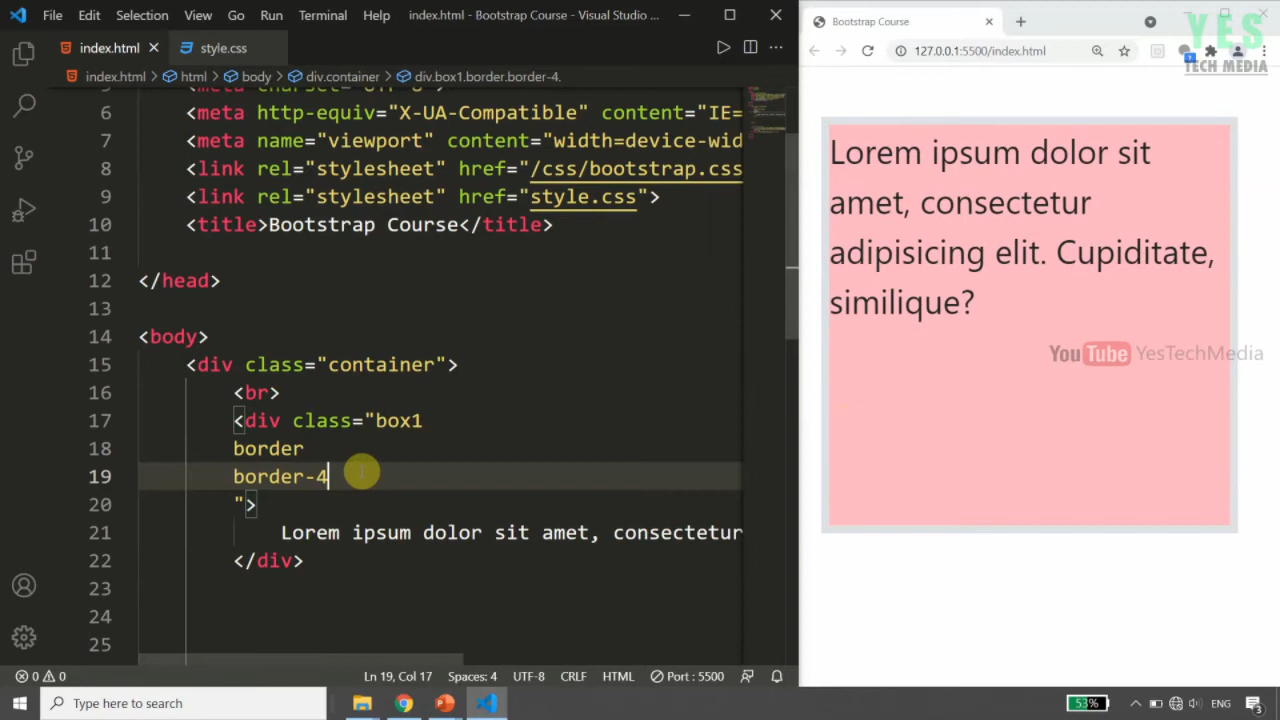 File Edit Selection View Go Run Terminal Help index.html - Bootstrap Course - Visual Studio ...
index.html style.css
index.html > html > body > div.container > div.box1.border.border-4.
6 <meta http-equiv="X-UA-Compatible" content="IE=
7 <meta name="viewport" content="width=device-wid
8 <link rel="stylesheet" href="/css/bootstrap.css
9 <link rel="stylesheet" href="style.css">
10 <title>Bootstrap Course</title>
11
12 </head>
13
14 <body>
15 <div class="container">
16 <br>
17 <div class="box1
18 border
19 border-4
20 ">
21 Lorem ipsum dolor sit amet, consectetur
22 </div>
23
24
25
0 0 Ln 19, Col 17 Spaces: 4 UTF-8 CRLF HTML Port : 5500
Bootstrap Course
127.0.0.1:5500/index.html
YES
TECH MEDIA
Lorem ipsum dolor sit
amet, consectetur
adipisicing elit. Cupiditate,
similique?
YouTube YesTechMedia
Type here to search
53% ENG 3